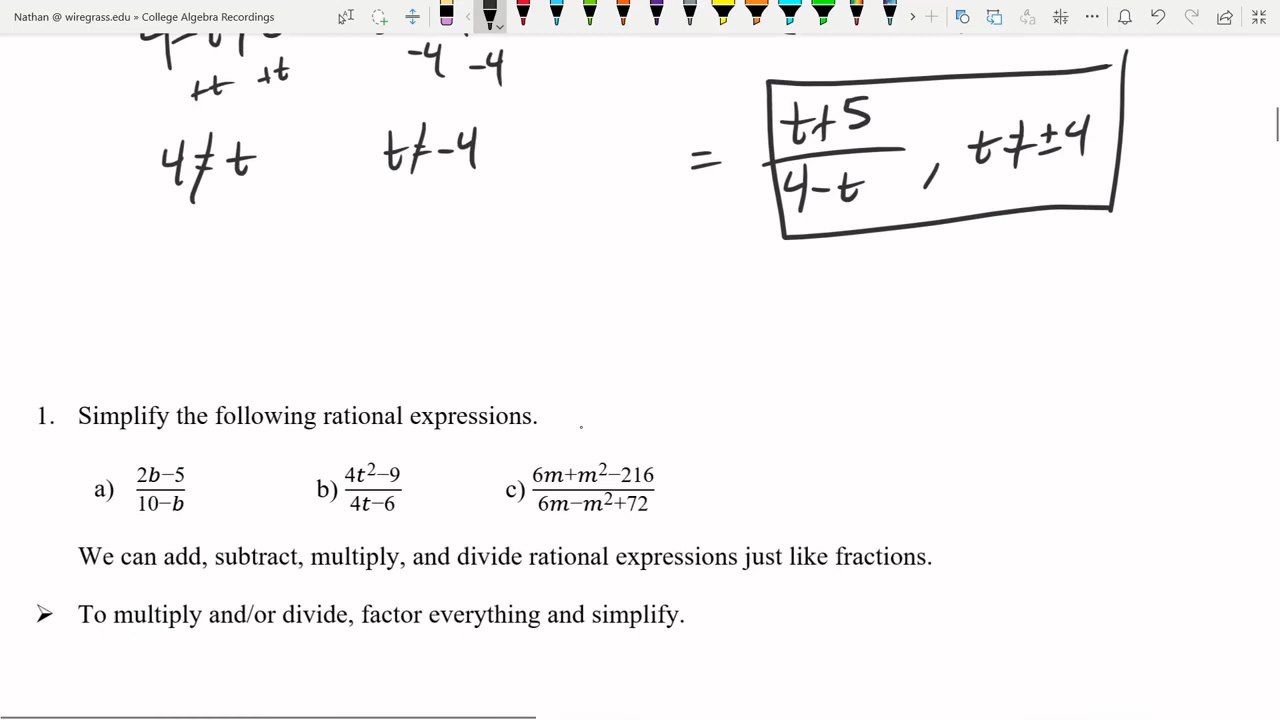 Nathan @ wiregrass.edu » College Algebra Recordings
+t +t
-4 -4
4≠t t≠-4
= t+5/4-t , t≠±4
1. Simplify the following rational expressions.
a) 2b−5/10−b b) 4t²−9/4t−6 c) 6m+m²−216/6m−m²+72
We can add, subtract, multiply, and divide rational expressions just like fractions.
➢ To multiply and/or divide, factor everything and simplify.